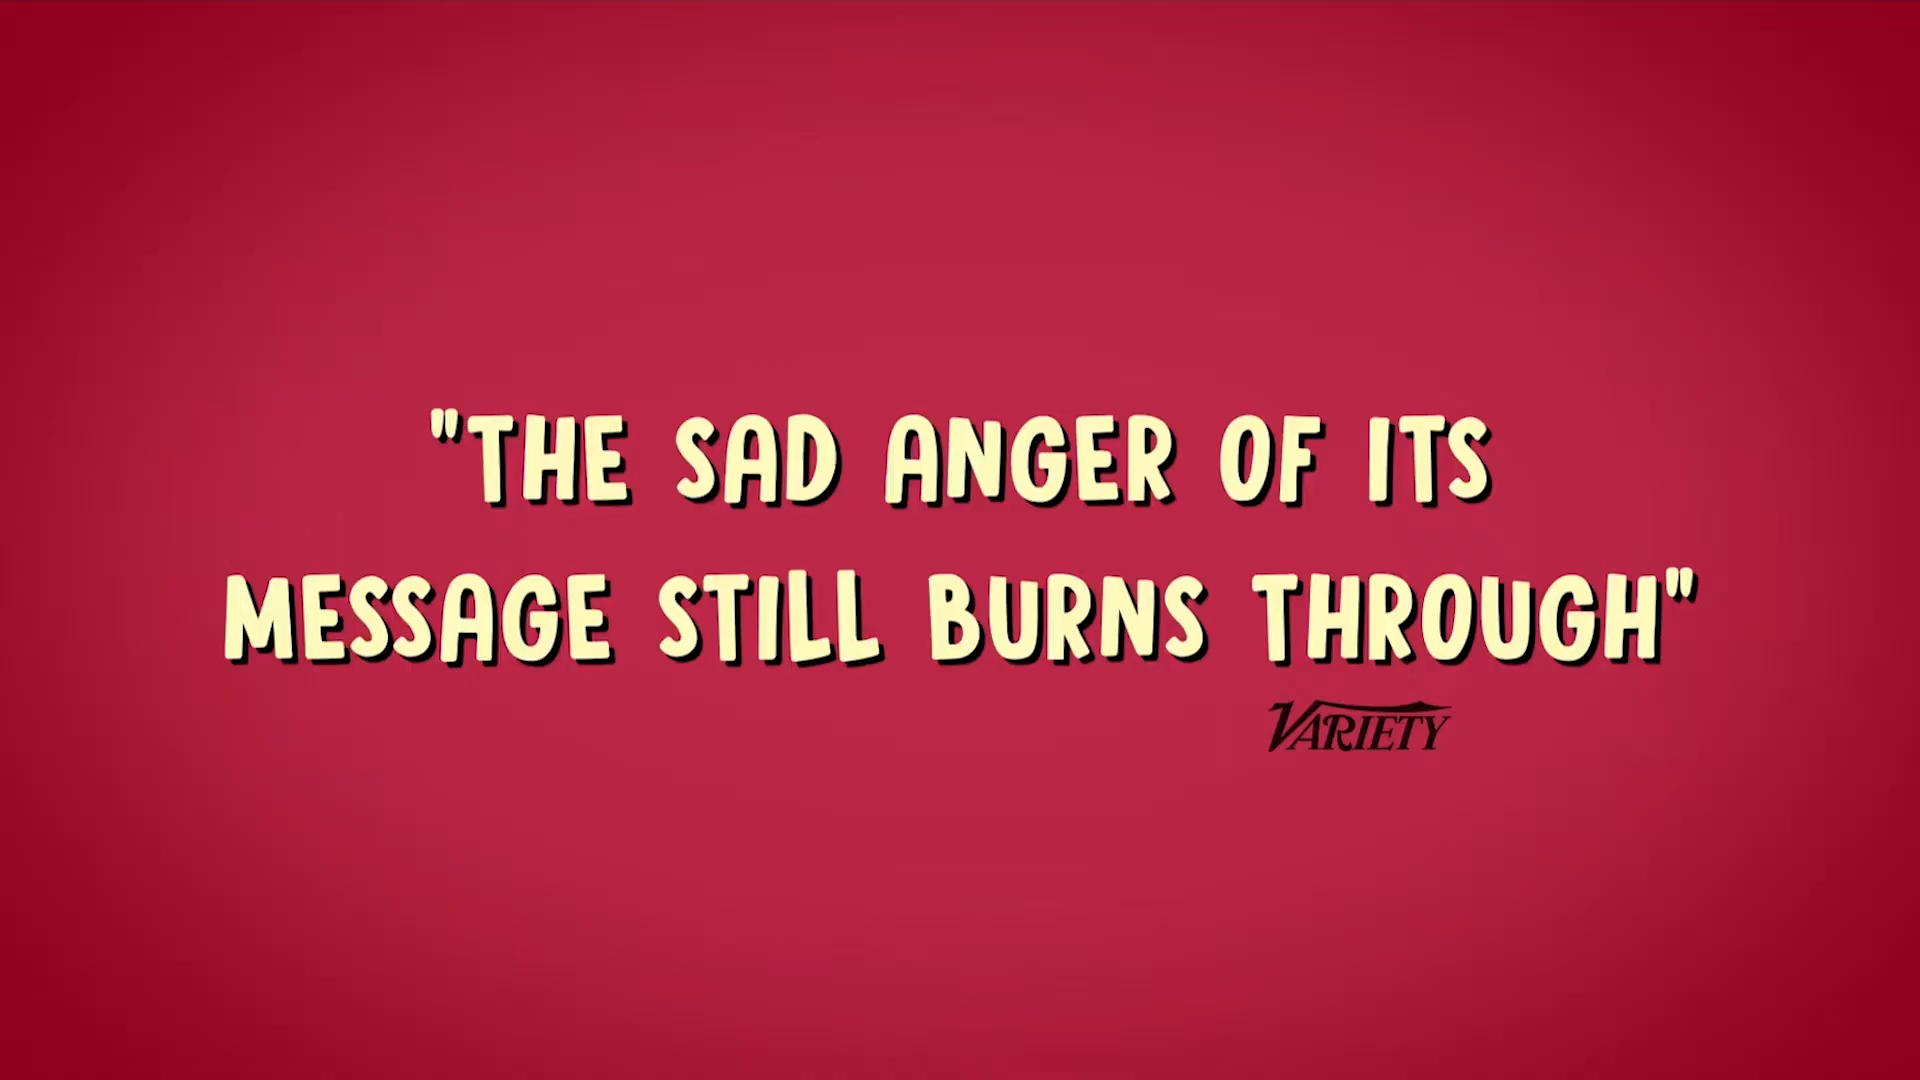 "THE SAD ANGER OF ITS
MESSAGE STILL BURNS THROUGH"
VARIETY